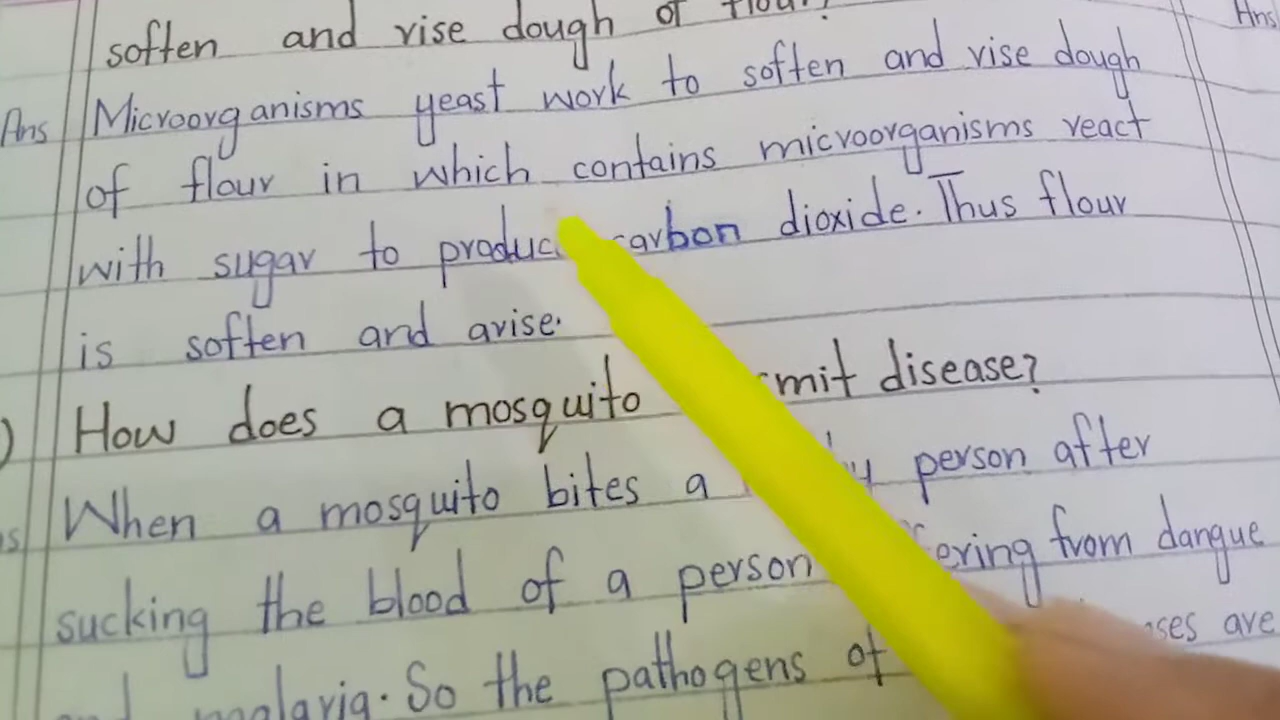 soften and rise dough of flour?
Ans Microorganisms yeast work to soften and rise dough
of flour in which contains microorganisms react
with sugar to produc carbon dioxide. Thus flour
is soften and arise.
How does a mosquito mit disease?
When a mosquito bites a person after
sucking the blood of a person fering from dangue
malaria. So the pathogens of ses are
Ans